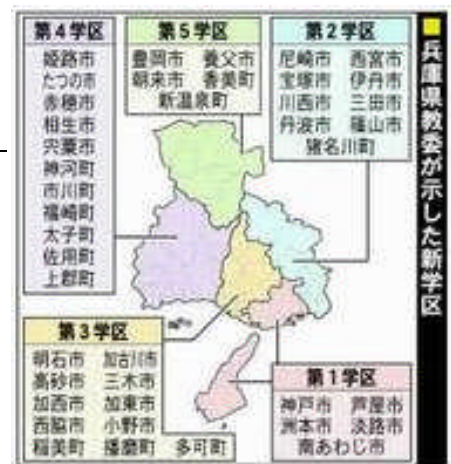 ■兵庫県教委が示した新学区
第2学区
尼崎市 西宮市
宝塚市 伊丹市
川西市 三田市
丹波市 篠山市
猪名川町
第5学区
豊岡市 養父市
朝来市 香美町
新温泉町
第4学区
姫路市
たつの市
赤穂市
相生市
宍粟市
神河町
市川町
福崎町
太子町
佐用町
上郡町
第1学区
神戸市 芦屋市
洲本市 淡路市
南あわじ市
第3学区
明石市 加古川市
高砂市 三木市
加西市 加東市
西脇市 小野市
稲美町 播磨町 多可町